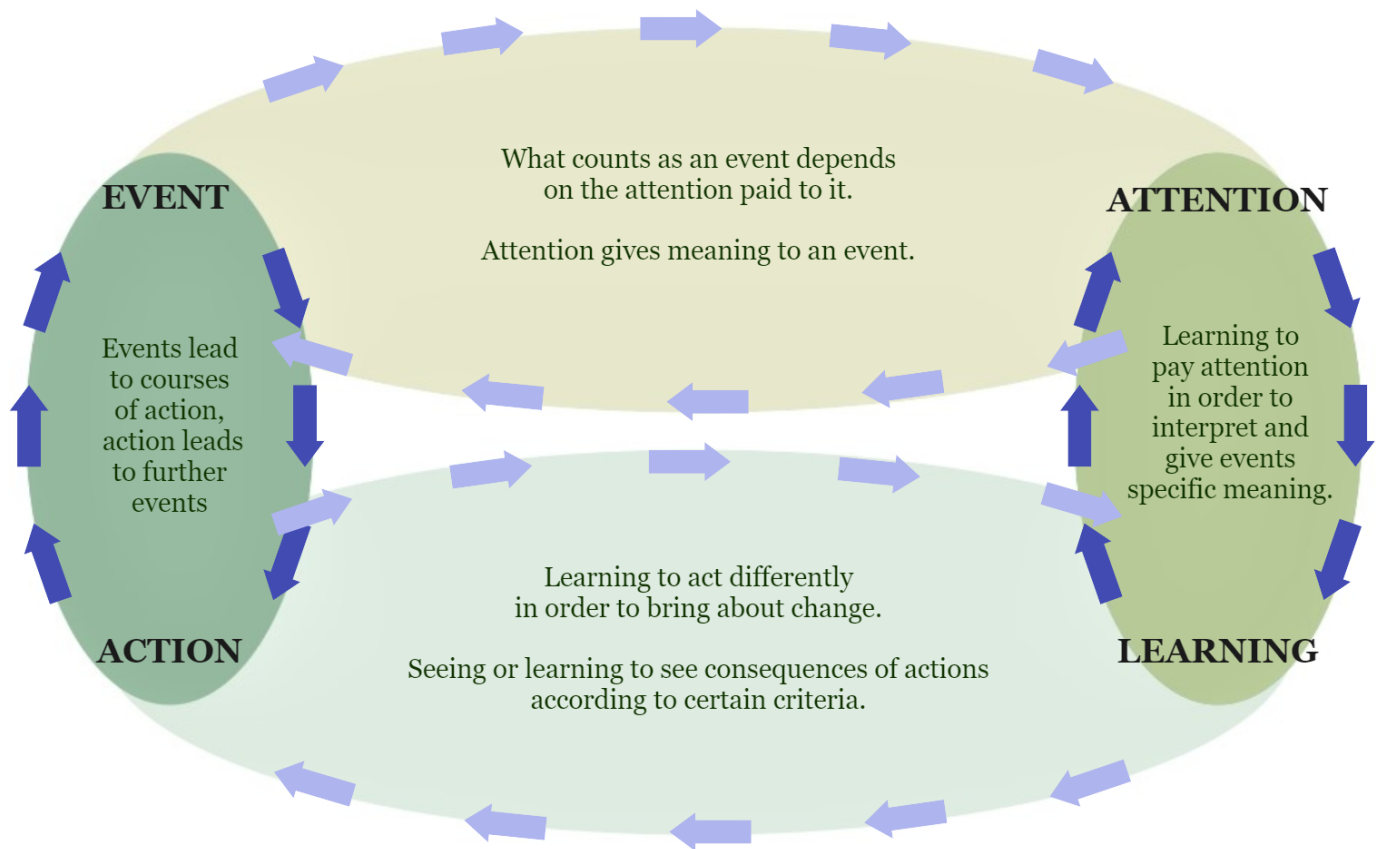 What counts as an event depends
on the attention paid to it.
Attention gives meaning to an event.
EVENT
Events lead
to courses
of action,
action leads
to further
events
ACTION
ATTENTION
Learning to
pay attention
in order to
interpret and
give events
specific meaning.
LEARNING
Learning to act differently
in order to bring about change.
Seeing or learning to see consequences of actions
according to certain criteria.